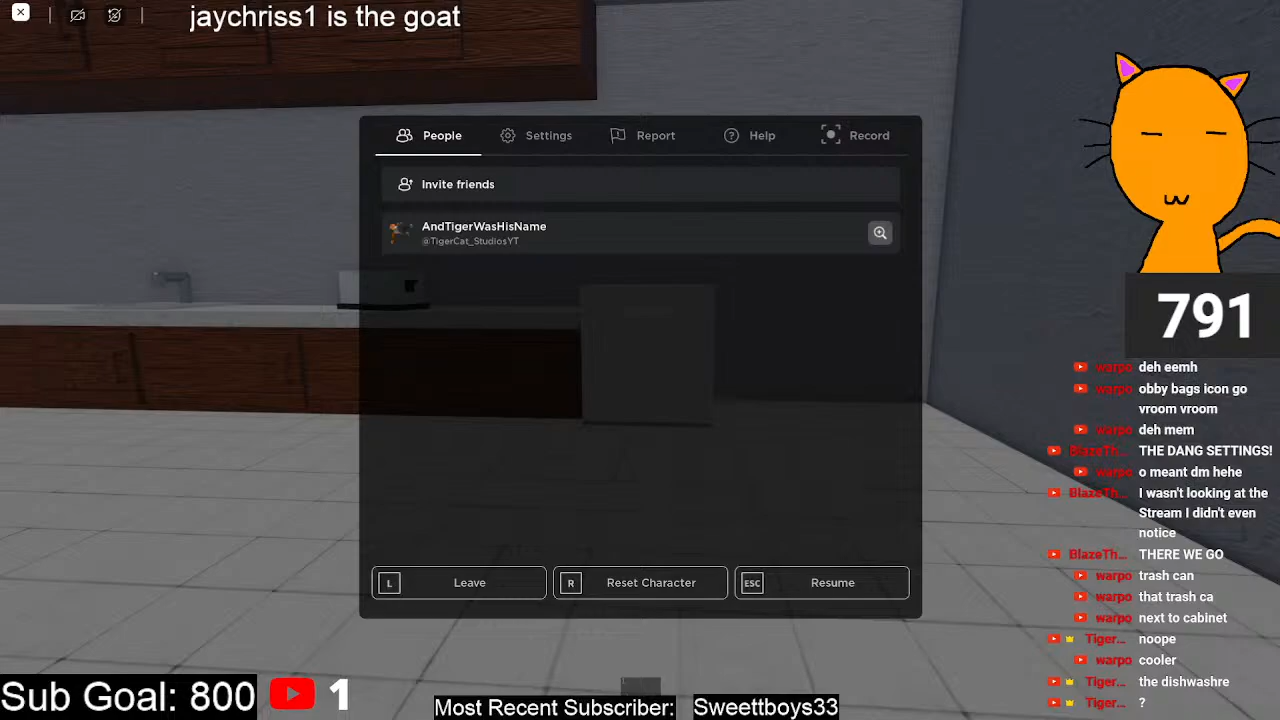 jaychriss1 is the goat
People
Settings
Report
Help
Record
Invite friends
AndTigerWasHisName
@TigerCat_StudiosYT
L
Leave
R
Reset Character
ESC
Resume
791
warpo deh eemh
warpo obby bags icon go
vroom vroom
warpo deh mem
BlazeTh... THE DANG SETTINGS!
warpo o meant dm hehe
BlazeTh... I wasn't looking at the
Stream I didn't even
notice
BlazeTh... THERE WE GO
warpo trash can
warpo that trash ca
warpo next to cabinet
Tiger... noope
warpo cooler
Tiger... the dishwashre
Tiger... ?
Sub Goal: 800
1
Most Recent Subscriber: Sweettboys33